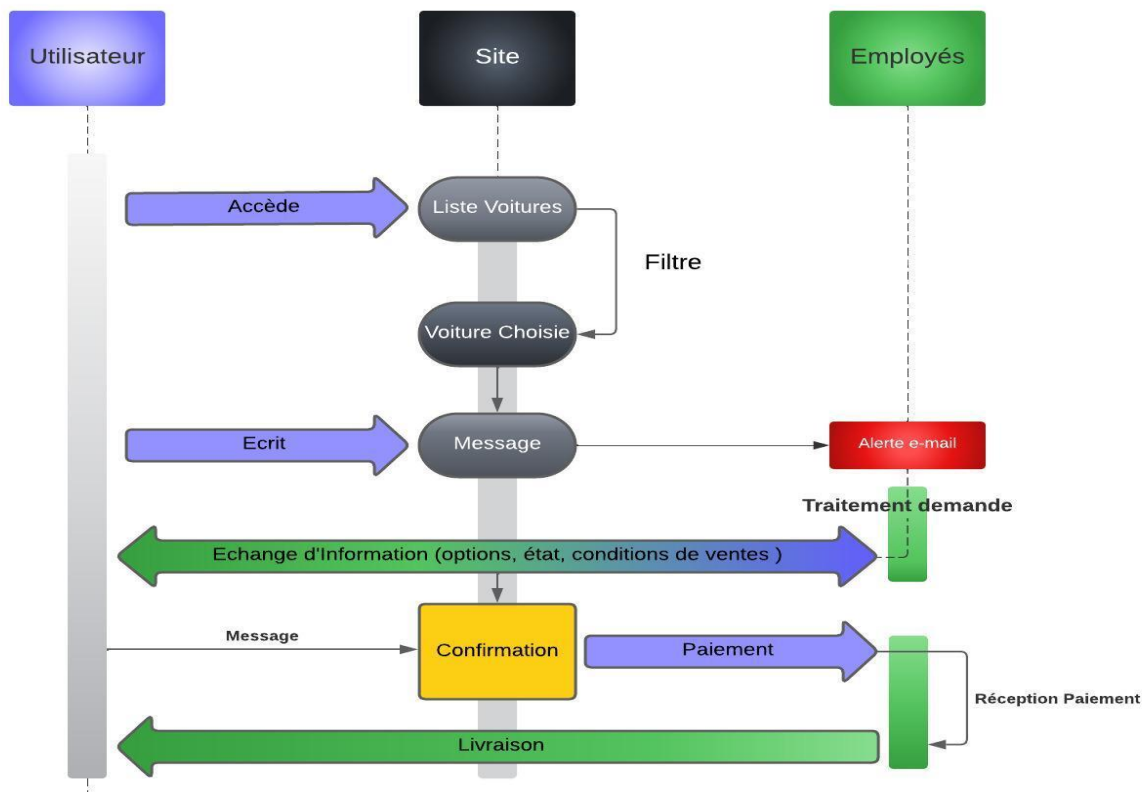 Utilisateur
Site
Employés
Accède
Liste Voitures
Filtre
Voiture Choisie
Ecrit
Message
Alerte e-mail
Traitement demande
Echange d'Information (options, état, conditions de ventes )
Message
Confirmation
Paiement
Réception Paiement
Livraison